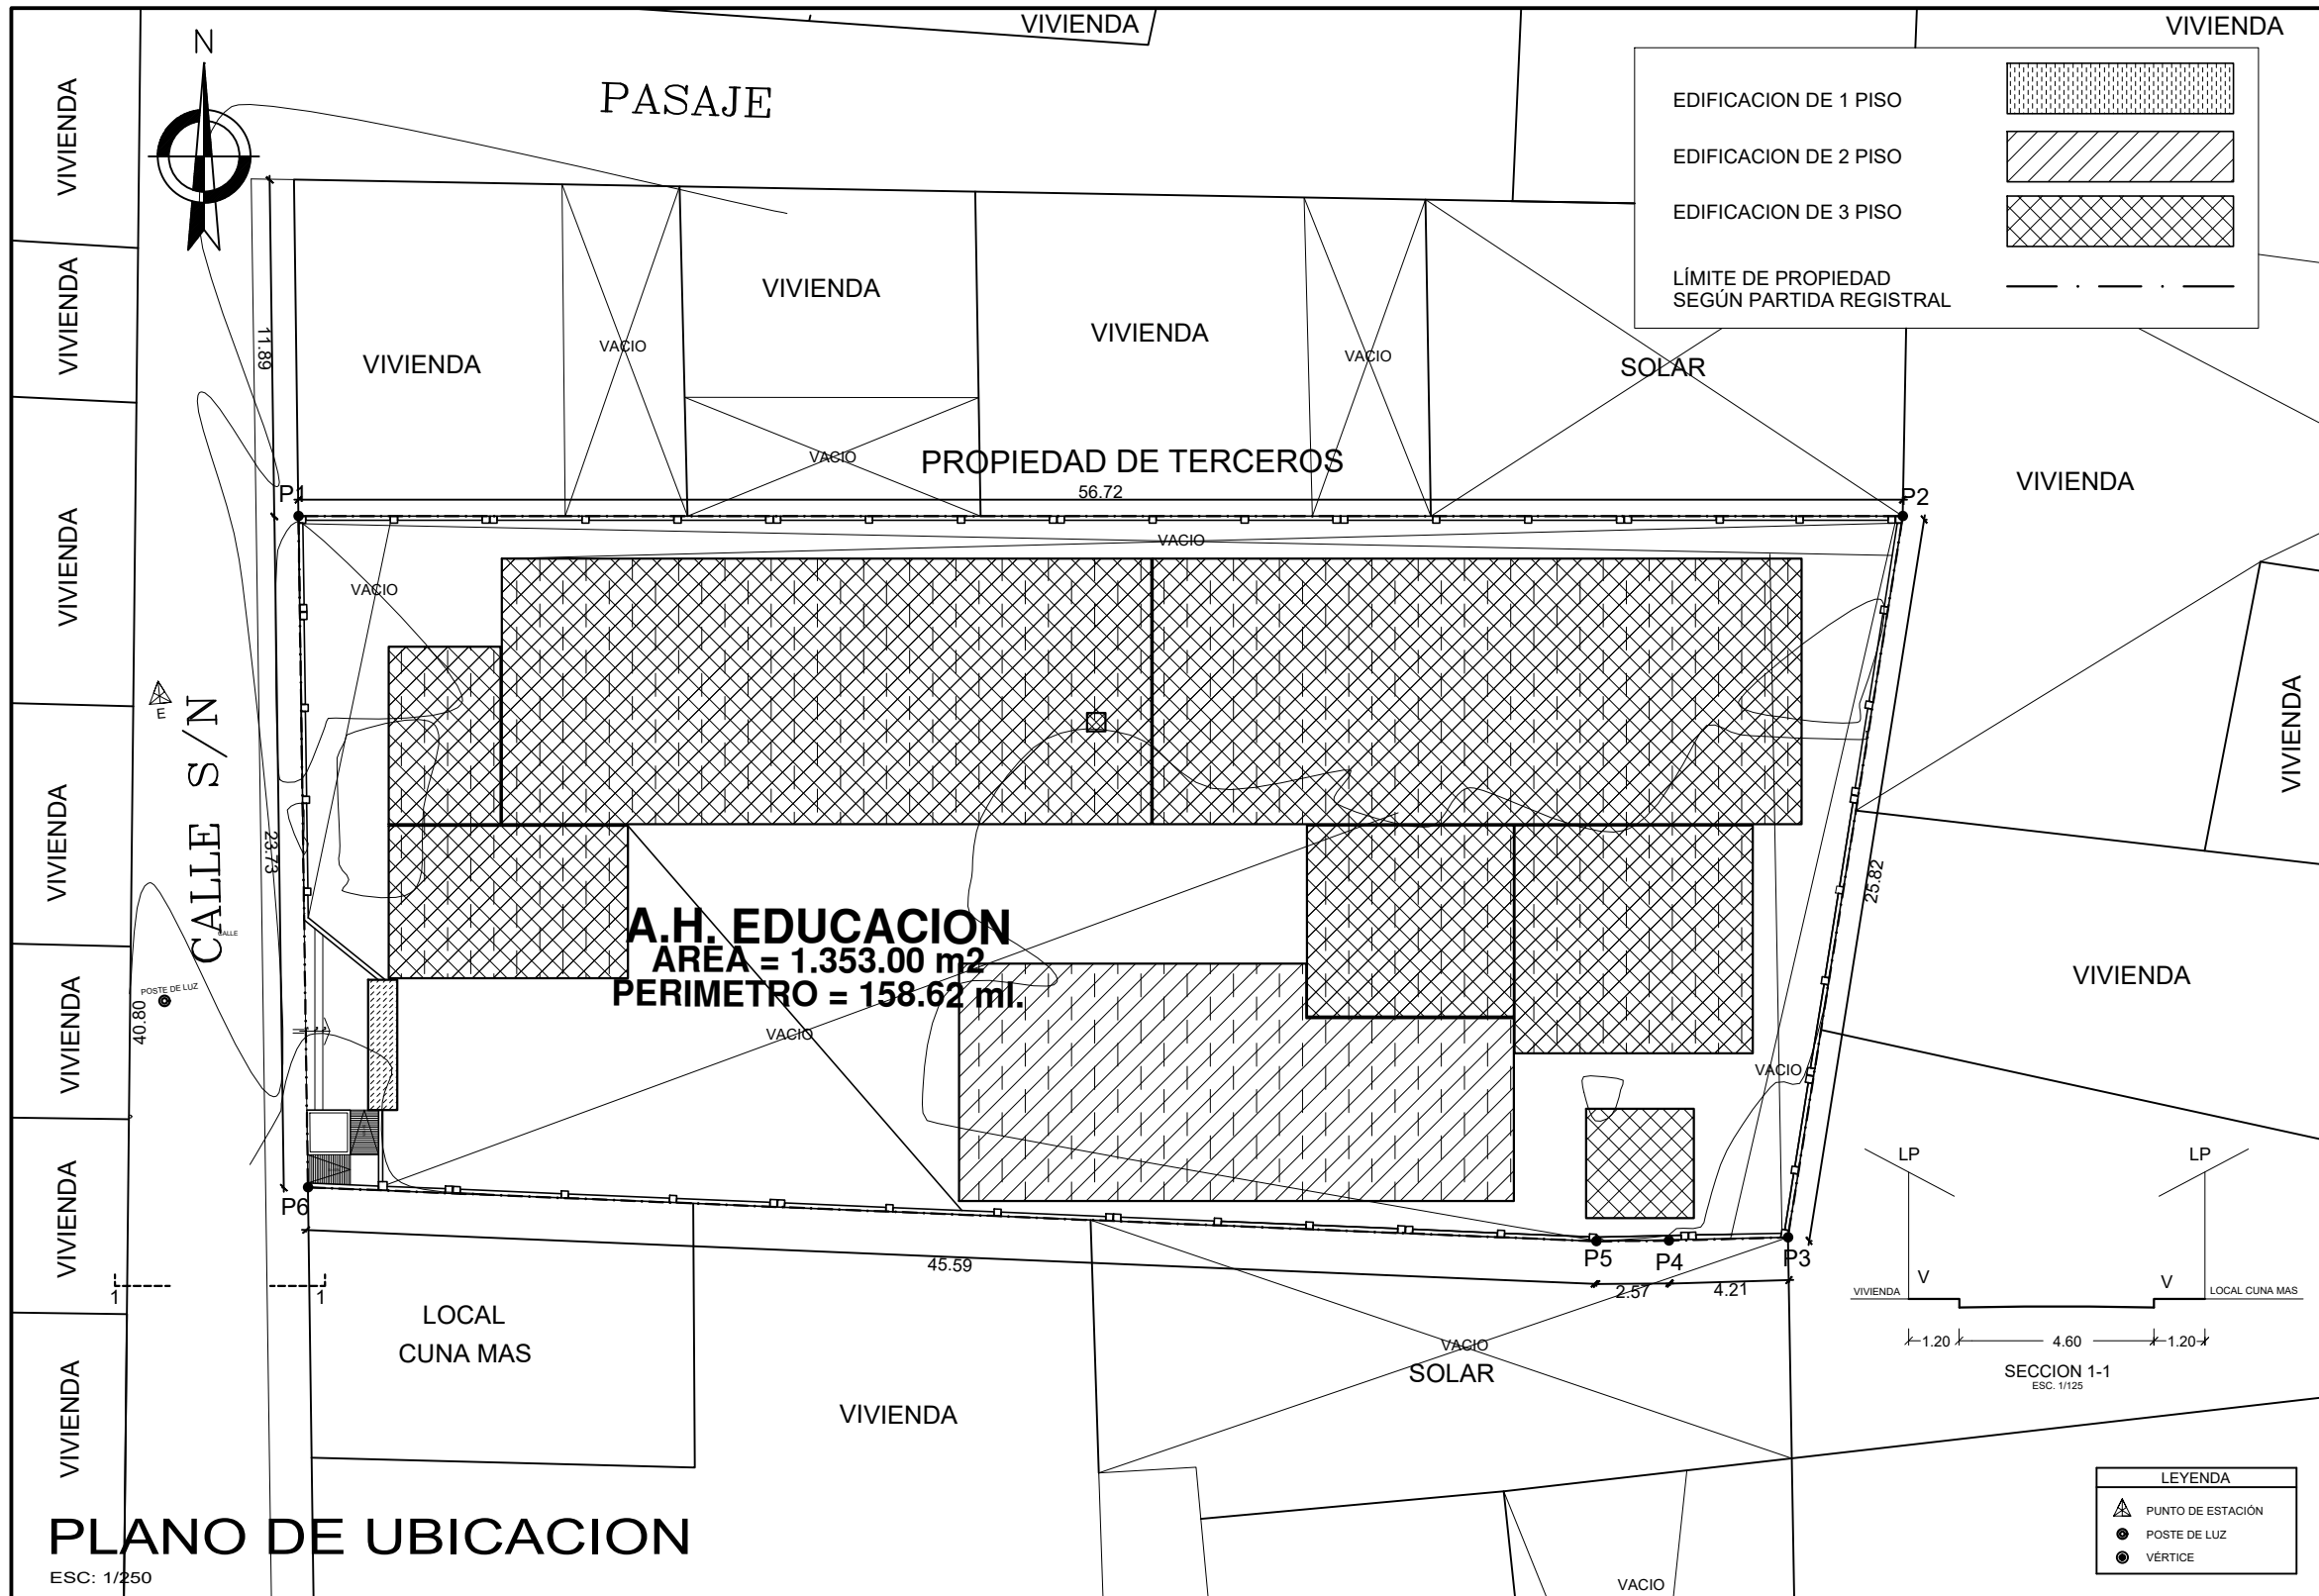 VIVIENDA
VIVIENDA
N
PASAJE
VIVIENDA
EDIFICACION DE 1 PISO
EDIFICACION DE 2 PISO
EDIFICACION DE 3 PISO
LÍMITE DE PROPIEDAD
SEGÚN PARTIDA REGISTRAL
VIVIENDA
VIVIENDA
VIVIENDA
VIVIENDA
VIVIENDA
VIVIENDA
VIVIENDA
VIVIENDA
11.89
VIVIENDA
VACIO
VIVIENDA
VACIO
VIVIENDA
VACIO
SOLAR
PROPIEDAD DE TERCEROS
56.72
P1
P2
VIVIENDA
VACIO
VACIO
E
CALLE S/N
CALLE
23.73
25.82
VIVIENDA
A.H. EDUCACION
AREA = 1.353.00 m2
PERIMETRO = 158.62 ml.
VACIO
VIVIENDA
POSTE DE LUZ
40.80
VACIO
P6
P5
P4
P3
45.59
2.57
4.21
1
1
LOCAL
CUNA MAS
VIVIENDA
VACIO
SOLAR
LP
LP
V
V
VIVIENDA
LOCAL CUNA MAS
1.20
4.60
1.20
SECCION 1-1
ESC. 1/125
VACIO
LEYENDA
PUNTO DE ESTACIÓN
POSTE DE LUZ
VÉRTICE
PLANO DE UBICACION
ESC: 1/250